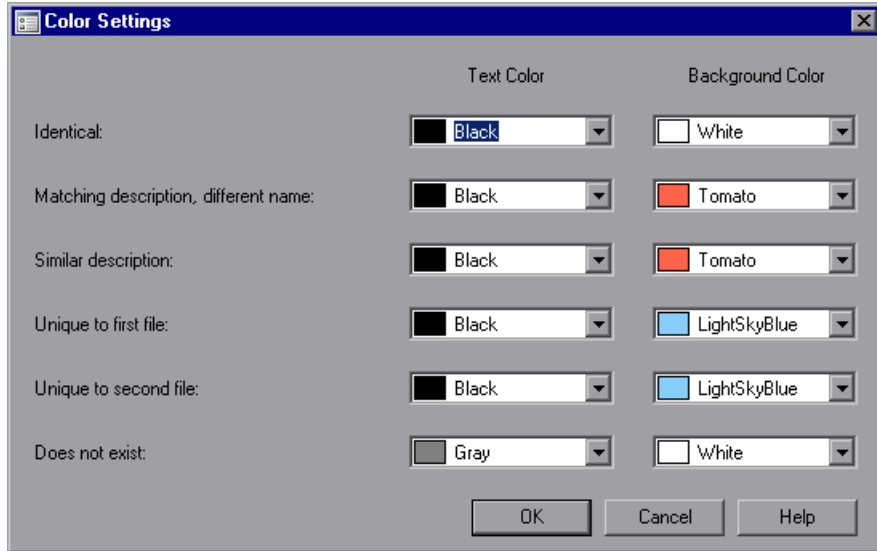 Color Settings
Text Color Background Color
Identical: Black White
Matching description, different name: Black Tomato
Similar description: Black Tomato
Unique to first file: Black LightSkyBlue
Unique to second file: Black LightSkyBlue
Does not exist: Gray White
OK Cancel Help